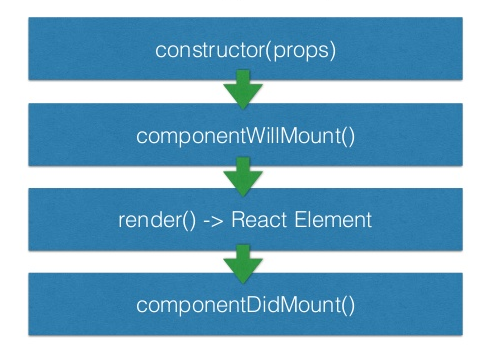 constructor(props)
componentWillMount()
render() -> React Element
componentDidMount()